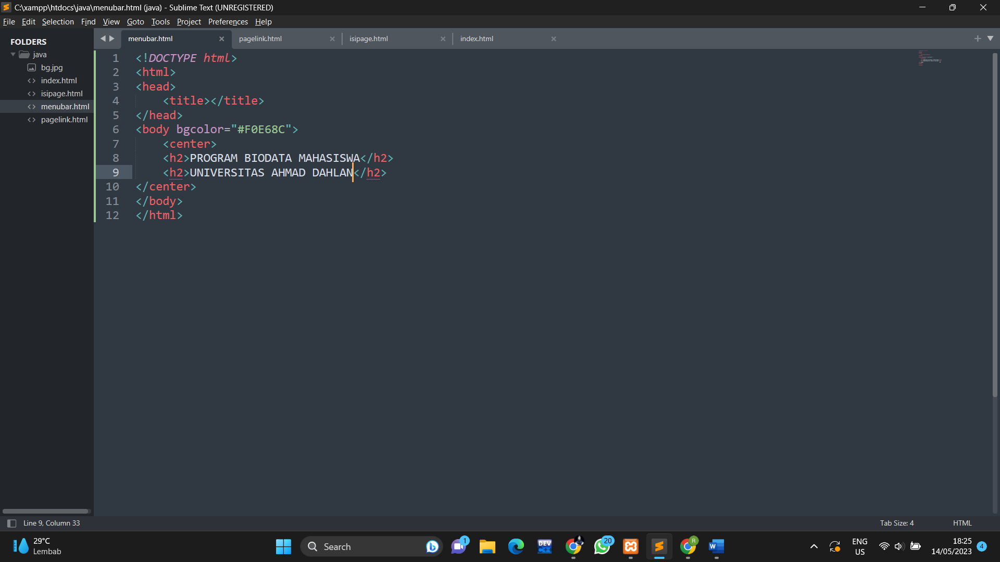 C:\xampp\htdocs\java\menubar.html (java) - Sublime Text (UNREGISTERED)
File Edit Selection Find View Goto Tools Project Preferences Help
FOLDERS
java
bg.jpg
index.html
isipage.html
menubar.html
pagelink.html
menubar.html pagelink.html isipage.html index.html
1 <!DOCTYPE html>
2 <html>
3 <head>
4 <title></title>
5 </head>
6 <body bgcolor="#F0E68C">
7 <center>
8 <h2>PROGRAM BIODATA MAHASISWA</h2>
9 <h2>UNIVERSITAS AHMAD DAHLAN</h2>
10 </center>
11 </body>
12 </html>
Line 9, Column 33
Tab Size: 4 HTML
29°C
Lembab
Search
1
DEV
C++
20
R
W
ENG
US
18:25
14/05/2023
4